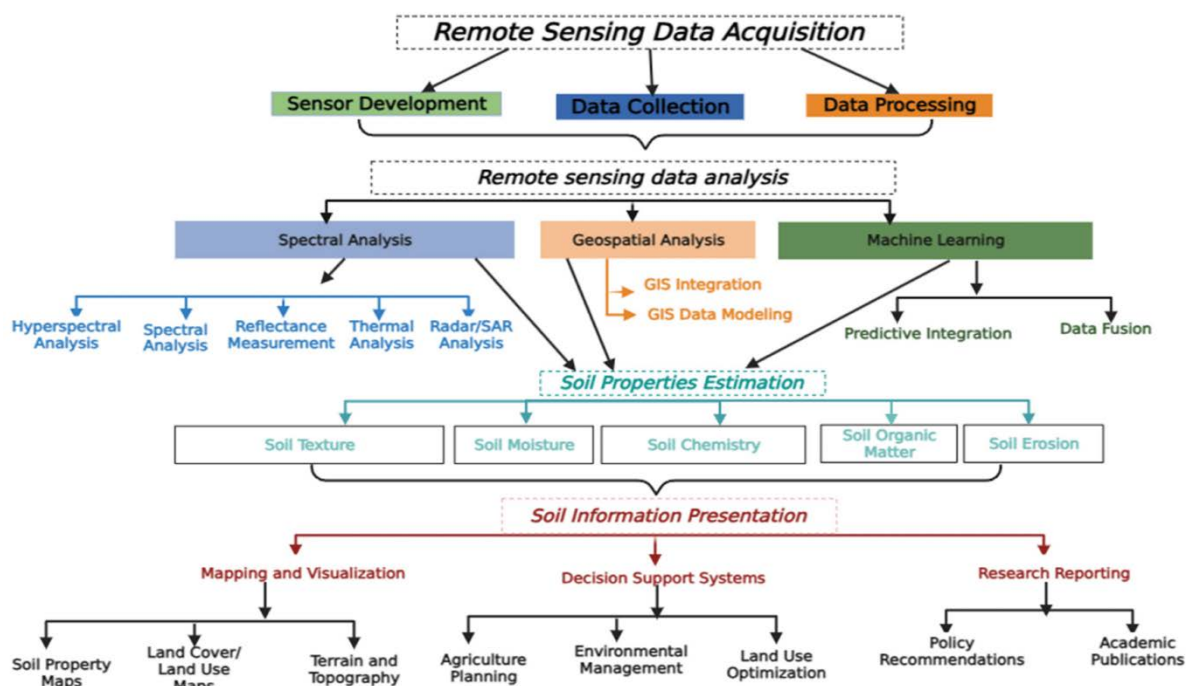 Remote Sensing Data Acquisition
Sensor Development
Data Collection
Data Processing
Remote sensing data analysis
Spectral Analysis
Geospatial Analysis
Machine Learning
GIS Integration
GIS Data Modeling
Hyperspectral
Analysis
Spectral
Analysis
Reflectance
Measurement
Thermal
Analysis
Radar/SAR
Analysis
Predictive Integration
Data Fusion
Soil Properties Estimation
Soil Texture
Soil Moisture
Soil Chemistry
Soil Organic
Matter
Soil Erosion
Soil Information Presentation
Mapping and Visualization
Decision Support Systems
Research Reporting
Soil Property
Maps
Land Cover/
Land Use
Maps
Terrain and
Topography
Agriculture
Planning
Environmental
Management
Land Use
Optimization
Policy
Recommendations
Academic
Publications